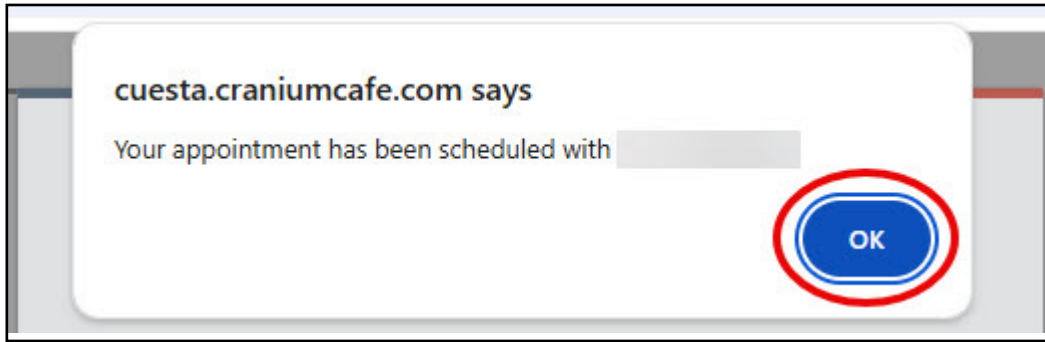 cuesta.craniumcafe.com says
Your appointment has been scheduled with
OK